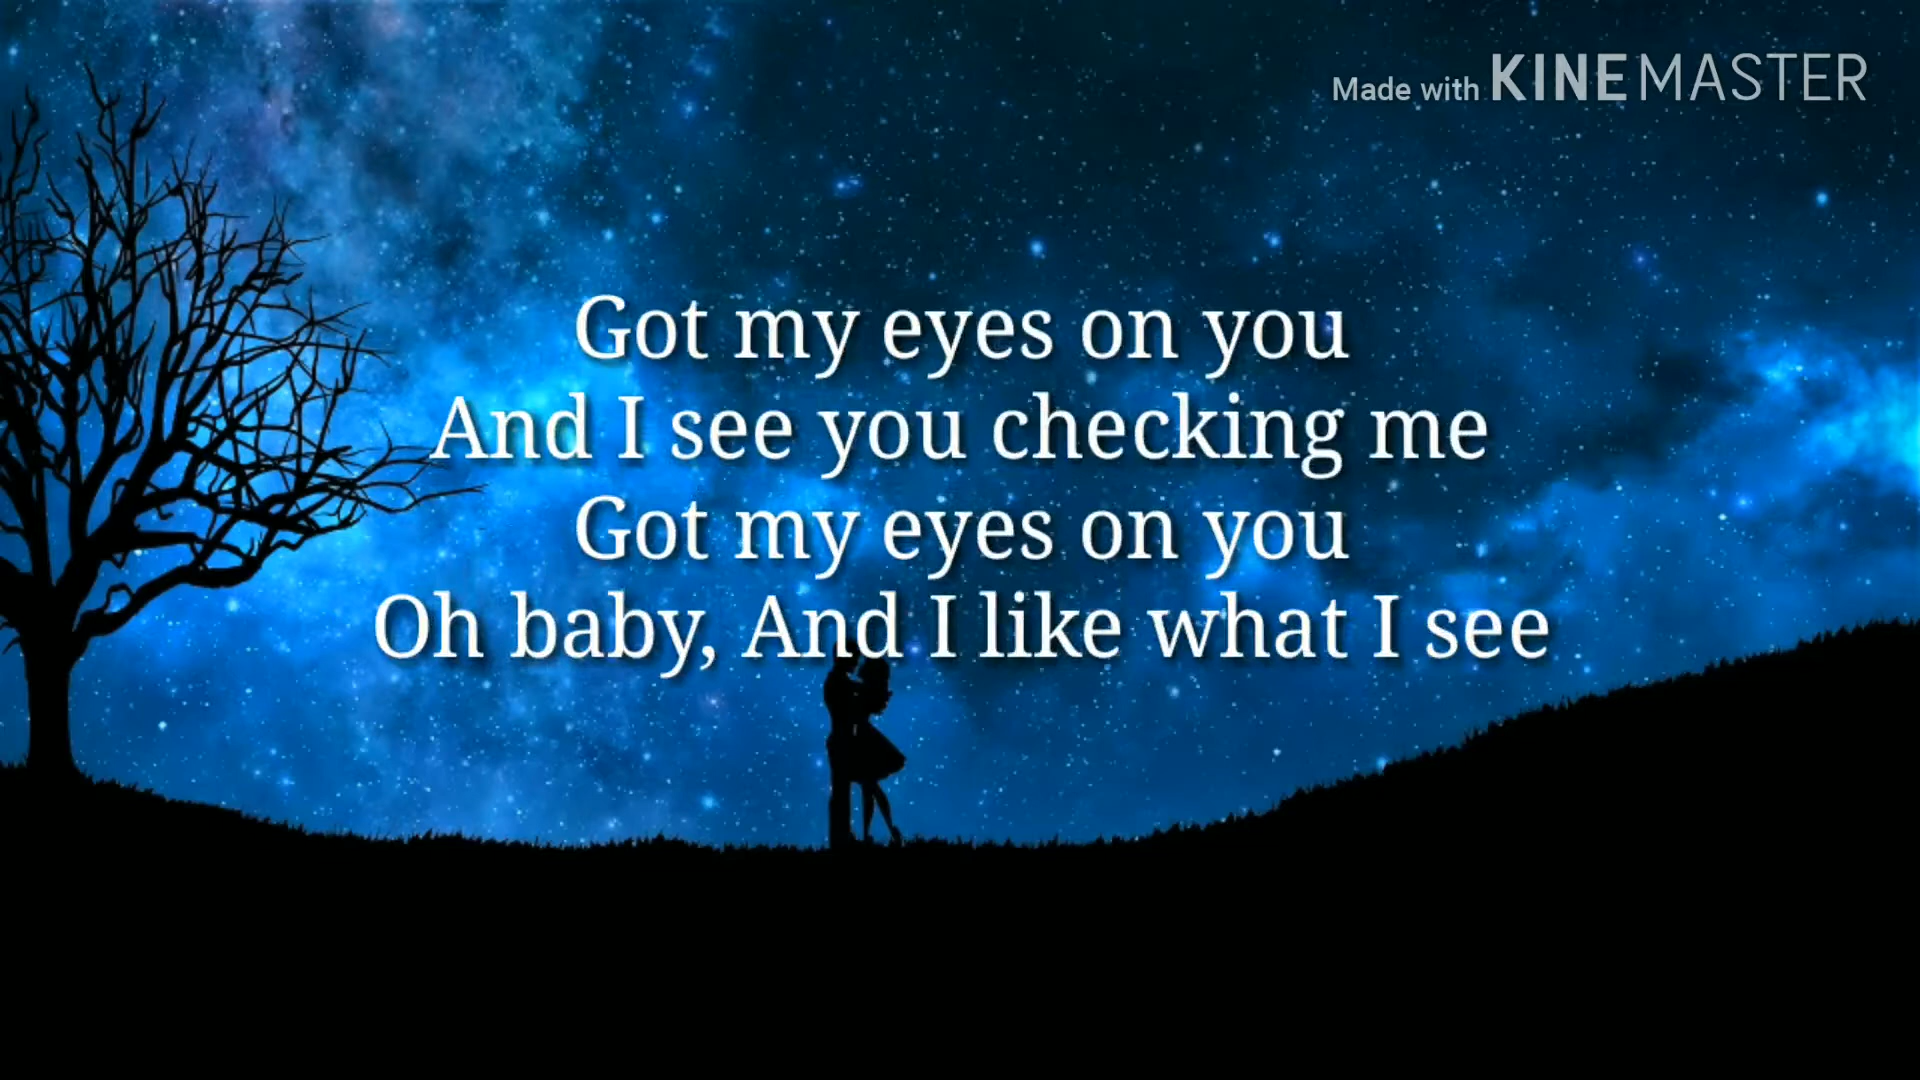 Made with KINEMASTER
Got my eyes on you
And I see you checking me
Got my eyes on you
Oh baby, And I like what I see